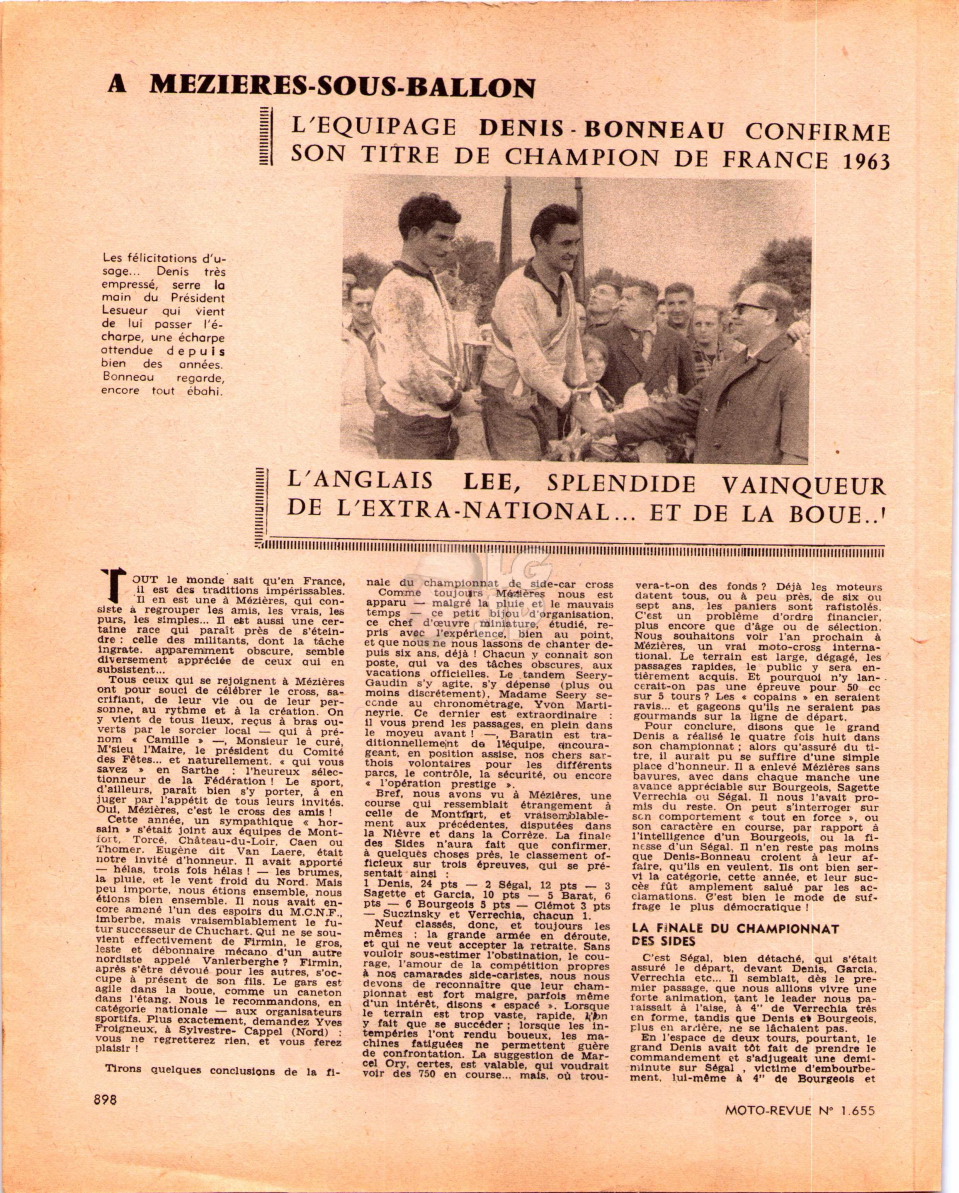 A MEZIERES-SOUS-BALLON
L'EQUIPAGE DENIS-BONNEAU CONFIRME
SON TITRE DE CHAMPION DE FRANCE 1963
Les félicitations d'u-
sage... Denis très
empressé, serre la
main du Président
Lesueur qui vient
de lui passer l'é-
charpe, une écharpe
attendue depuis
bien des années.
Bonneau regarde,
encore tout ébahi.
L'ANGLAIS LEE, SPLENDIDE VAINQUEUR
DE L'EXTRA-NATIONAL... ET DE LA BOUE..!
TOUT le monde sait qu'en France,
il est des traditions impérissables.
Il en est une à Mézières, qui con-
siste à regrouper les amis, les vrais, les
purs, les simples... Il est aussi une cer-
taine race qui paraît près de s'étein-
dre : celle des militants, dont la tâche
ingrate, apparemment obscure, semble
diversement appréciée de ceux qui en
subsistent...
Tous ceux qui se rejoignent à Mézières
ont pour souci de célébrer le cross, sa-
crifiant, de leur vie ou de leur per-
sonne, au rythme et à la création. On
y vient de tous lieux, reçus à bras ou-
verts par le sorcier local — qui a pré-
nom « Camille » —, Monsieur le curé,
M'sieu l'Maire, le président du Comité
des Fêtes... et naturellement, « qui vous
savez » en Sarthe : l'heureux sélec-
tionneur de la Fédération ! Le sport,
d'ailleurs, paraît bien s'y porter, à en
juger par l'appétit de tous leurs invités.
Oui, Mézières, c'est le cross des amis !
Cette année, un sympathique « hor-
sain » s'était joint aux équipes de Mont-
fort, Torcé, Château-du-Loir, Caen ou
Thomer. Eugène dit Van Laere, était
notre invité d'honneur. Il avait apporté
— hélas, trois fois hélas ! — les brumes,
la pluie, et le vent froid du Nord. Mais
peu importe, nous étions ensemble, nous
étions bien ensemble. Il nous avait en-
core amené l'un des espoirs du M.C.N.F.,
imberbe, mais vraisemblablement le fu-
tur successeur de Chuchart. Qui ne se sou-
vient effectivement de Firmin, le gros,
leste et débonnaire mécano d'un autre
nordiste appelé Vanlerberghe ? Firmin,
après s'être dévoué pour les autres, s'oc-
cupe à présent de son fils. Le gars est
agile dans la boue, comme un caneton
dans l'étang. Nous le recommandons, en
catégorie nationale — aux organisateurs
sportifs. Plus exactement, demandez Yves
Froigneux, à Sylvestre- Cappel (Nord) :
vous ne regretterez rien, et vous ferez
plaisir !
Tirons quelques conclusions de la fi-
nale du championnat de side-car cross
Comme toujours Mézières nous est
apparu — malgré la pluie et le mauvais
temps — ce petit bijou d'organisation,
ce chef d'œuvre miniature, étudié, re-
pris avec l'expérience, bien au point,
et que nous ne nous lassons de chanter de-
puis six ans, déjà ! Chacun y connaît son
poste, qui va des tâches obscures, aux
vacations officielles. Le tandem Seery-
Gaudin s'y agite, s'y dépense (plus ou
moins discrètement), Madame Seery se-
conde au chronométrage, Yvon Marti-
neyrie. Ce dernier est extraordinaire :
il vous prend les passages, en plein dans
le moyeu avant ! —, Baratin est tra-
ditionnellement de l'équipe, encoura-
geant, en position assise, nos chers sar-
thois volontaires pour les différents
parcs, le contrôle, la sécurité, ou encore
« l'opération prestige ».
Bref, nous avons vu à Mézières, une
course qui ressemblait étrangement à
celle de Montfort, et vraisemblable-
ment aux précédentes, disputées dans
la Nièvre et dans la Corrèze. La finale
des Sides n'aura fait que confirmer,
à quelques choses près, le classement of-
ficieux sur trois épreuves, qui se pré-
sentait ainsi :
1 Denis, 24 pts — 2 Ségal, 12 pts — 3
Sagette et Garcia, 10 pts — 5 Barat, 6
pts — 6 Bourgeois 5 pts — Clémot 3 pts
— Suczinsky et Verrechia, chacun 1.
Neuf classés, donc, et toujours les
mêmes : la grande armée en déroute,
et qui ne veut accepter la retraite. Sans
vouloir sous-estimer l'obstination, le cou-
rage, l'amour de la compétition propres
à nos camarades side-caristes, nous nous
devons de reconnaître que leur cham-
pionnat est fort maigre, parfois même
d'un intérêt, disons « espacé ». Lorsque
le terrain est trop vaste, rapide, l'on
y fait que se succéder ; lorsque les in-
tempéries l'ont rendu boueux, les ma-
chines fatiguées ne permettent guère
de confrontation. La suggestion de Mar-
cel Ory, certes, est valable, qui voudrait
voir des 750 en course... mais, où trou-
vera-t-on des fonds ? Déjà les moteurs
datent tous, ou à peu près, de six ou
sept ans, les paniers sont rafistolés.
C'est un problème d'ordre financier,
plus encore que d'âge ou de sélection.
Nous souhaitons voir l'an prochain à
Mézières, un vrai moto-cross interna-
tional. Le terrain est large, dégagé, les
passages rapides, le public y sera en-
tièrement acquis. Et pourquoi n'y lan-
cerait-on pas une épreuve pour 50 cc
sur 5 tours ? Les « copains » en seraient
ravis... et gageons qu'ils ne seraient pas
gourmands sur la ligne de départ.
Pour conclure, disons que le grand
Denis a réalisé le quatre fois huit dans
son championnat ; alors qu'assuré du ti-
tre, il aurait pu se suffire d'une simple
place d'honneur. Il a enlevé Mézières sans
bavures, avec dans chaque manche une
avance appréciable sur Bourgeois, Sagette
Verrechia ou Ségal. Il nous l'avait pro-
mis du reste. On peut s'interroger sur
son comportement « tout en force », ou
son caractère en course, par rapport à
l'intelligence d'un Bourgeois, ou la fi-
nesse d'un Ségal. Il n'en reste pas moins
que Denis-Bonneau croient à leur af-
faire, qu'ils en veulent. Ils ont bien ser-
vi la catégorie, cette année, et leur suc-
cès fût amplement salué par les ac-
clamations. C'est bien le mode de suf-
frage le plus démocratique !
LA FINALE DU CHAMPIONNAT
DES SIDES
C'est Ségal, bien détaché, qui s'était
assuré le départ, devant Denis, Garcia,
Verrechia etc... Il semblait, dès le pre-
mier passage, que nous allions vivre une
forte animation, tant le leader nous pa-
raissait à l'aise, à 4" de Verrechia très
en forme, tandis que Denis et Bourgeois,
plus en arrière, ne se lâchaient pas.
En l'espace de deux tours, pourtant, le
grand Denis avait tôt fait de prendre le
commandement et s'adjugeait une demi-
minute sur Ségal , victime d'embourbe-
ment, lui-même à 4" de Bourgeois et
898
MOTO-REVUE N° 1.655